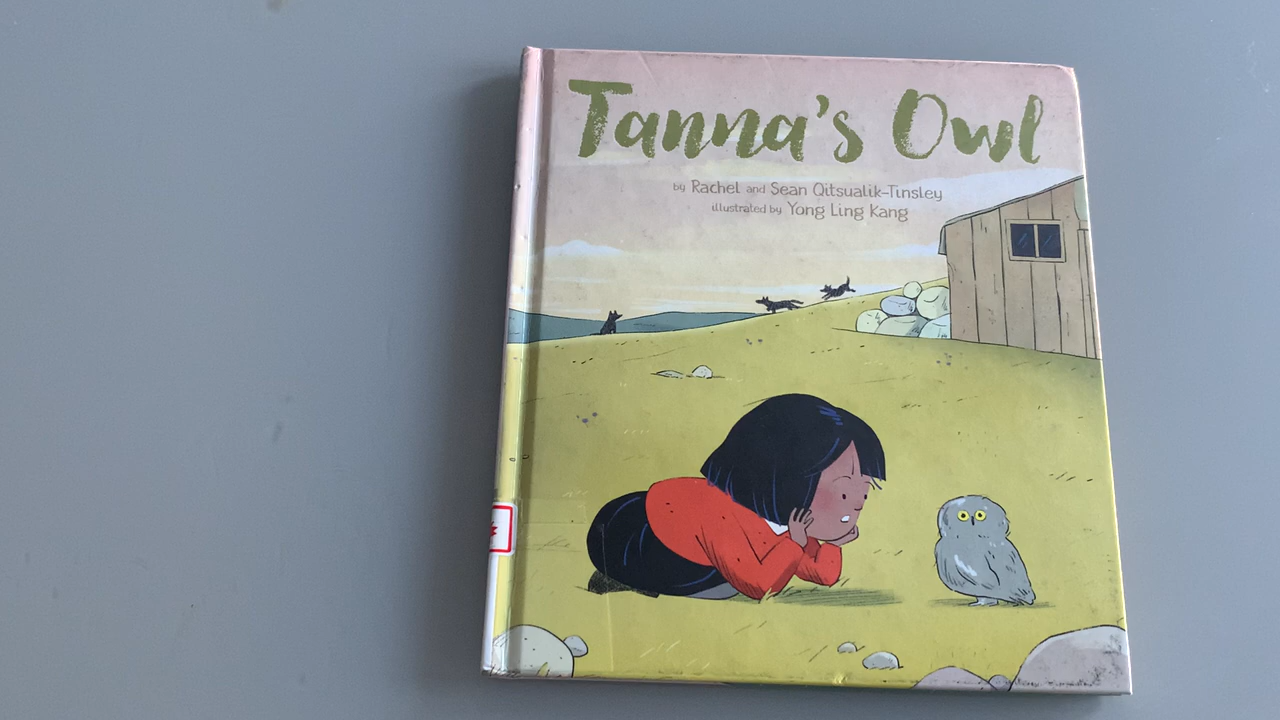 Tanna's Owl
by Rachel and Sean Qitsualik-Tinsley
illustrated by Yong Ling Kang